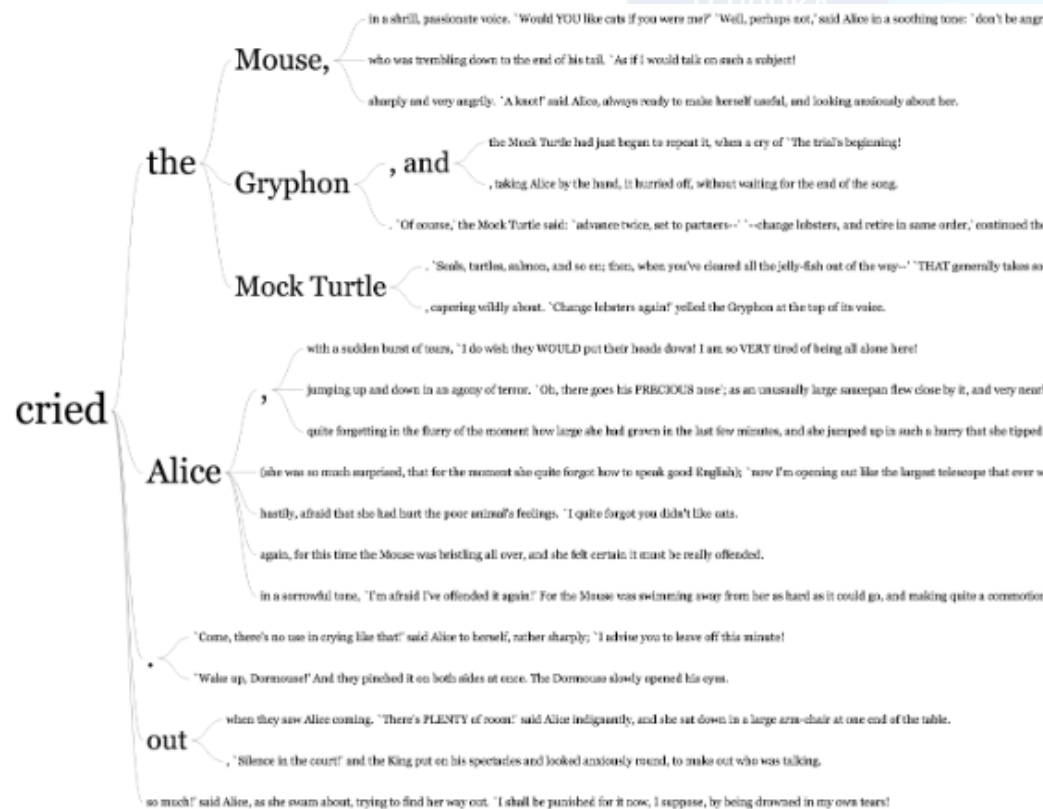 in a shrill, passionate voice. `Would YOU like cats if you were me?' `Well, perhaps not,' said Alice in a soothing tone: `don't be angr
Mouse,
who was trembling down to the end of his tail. `As if I would talk on such a subject!
sharply and very angrily. `A knot!' said Alice, always ready to make herself useful, and looking anxiously about her.
the
the Mock Turtle had just began to repeat it, when a cry of `The trial's beginning!
, and
Gryphon
, taking Alice by the hand, it hurried off, without waiting for the end of the song.
. `Of course,' the Mock Turtle said: `advance twice, set to partners--' `--change lobsters, and retire in same order,' continued the
. `Seals, turtles, salmon, and so on; then, when you've cleared all the jelly-fish out of the way--' `THAT generally takes so
Mock Turtle
, capering wildly about. `Change lobsters again!' yelled the Gryphon at the top of its voice.
with a sudden burst of tears, `I do wish they WOULD put their heads down! I am so VERY tired of being all alone here!
,
jumping up and down in an agony of terror. `Oh, there goes his PRECIOUS nose'; as an unusually large saucepan flew close by it, and very near
cried
quite forgetting in the flurry of the moment how large she had grown in the last few minutes, and she jumped up in such a hurry that she tipped
Alice
(she was so much surprised, that for the moment she quite forgot how to speak good English); `now I'm opening out like the largest telescope that ever w
hastily, afraid that she had hurt the poor animal's feelings. `I quite forgot you didn't like cats.
again, for this time the Mouse was bristling all over, and she felt certain it must be really offended.
in a sorrowful tone, `I'm afraid I've offended it again!' For the Mouse was swimming away from her as hard as it could go, and making quite a commotion
`Come, there's no use in crying like that!' said Alice to herself, rather sharply; `I advise you to leave off this minute!
.
`Wake up, Dormouse!' And they pinched it on both sides at once. The Dormouse slowly opened his eyes.
when they saw Alice coming. `There's PLENTY of room!' said Alice indignantly, and she sat down in a large arm-chair at one end of the table.
out
, `Silence in the court!' and the King put on his spectacles and looked anxiously round, to make out who was talking.
so much!' said Alice, as she swam about, trying to find her way out. `I shall be punished for it now, I suppose, by being drowned in my own tears!